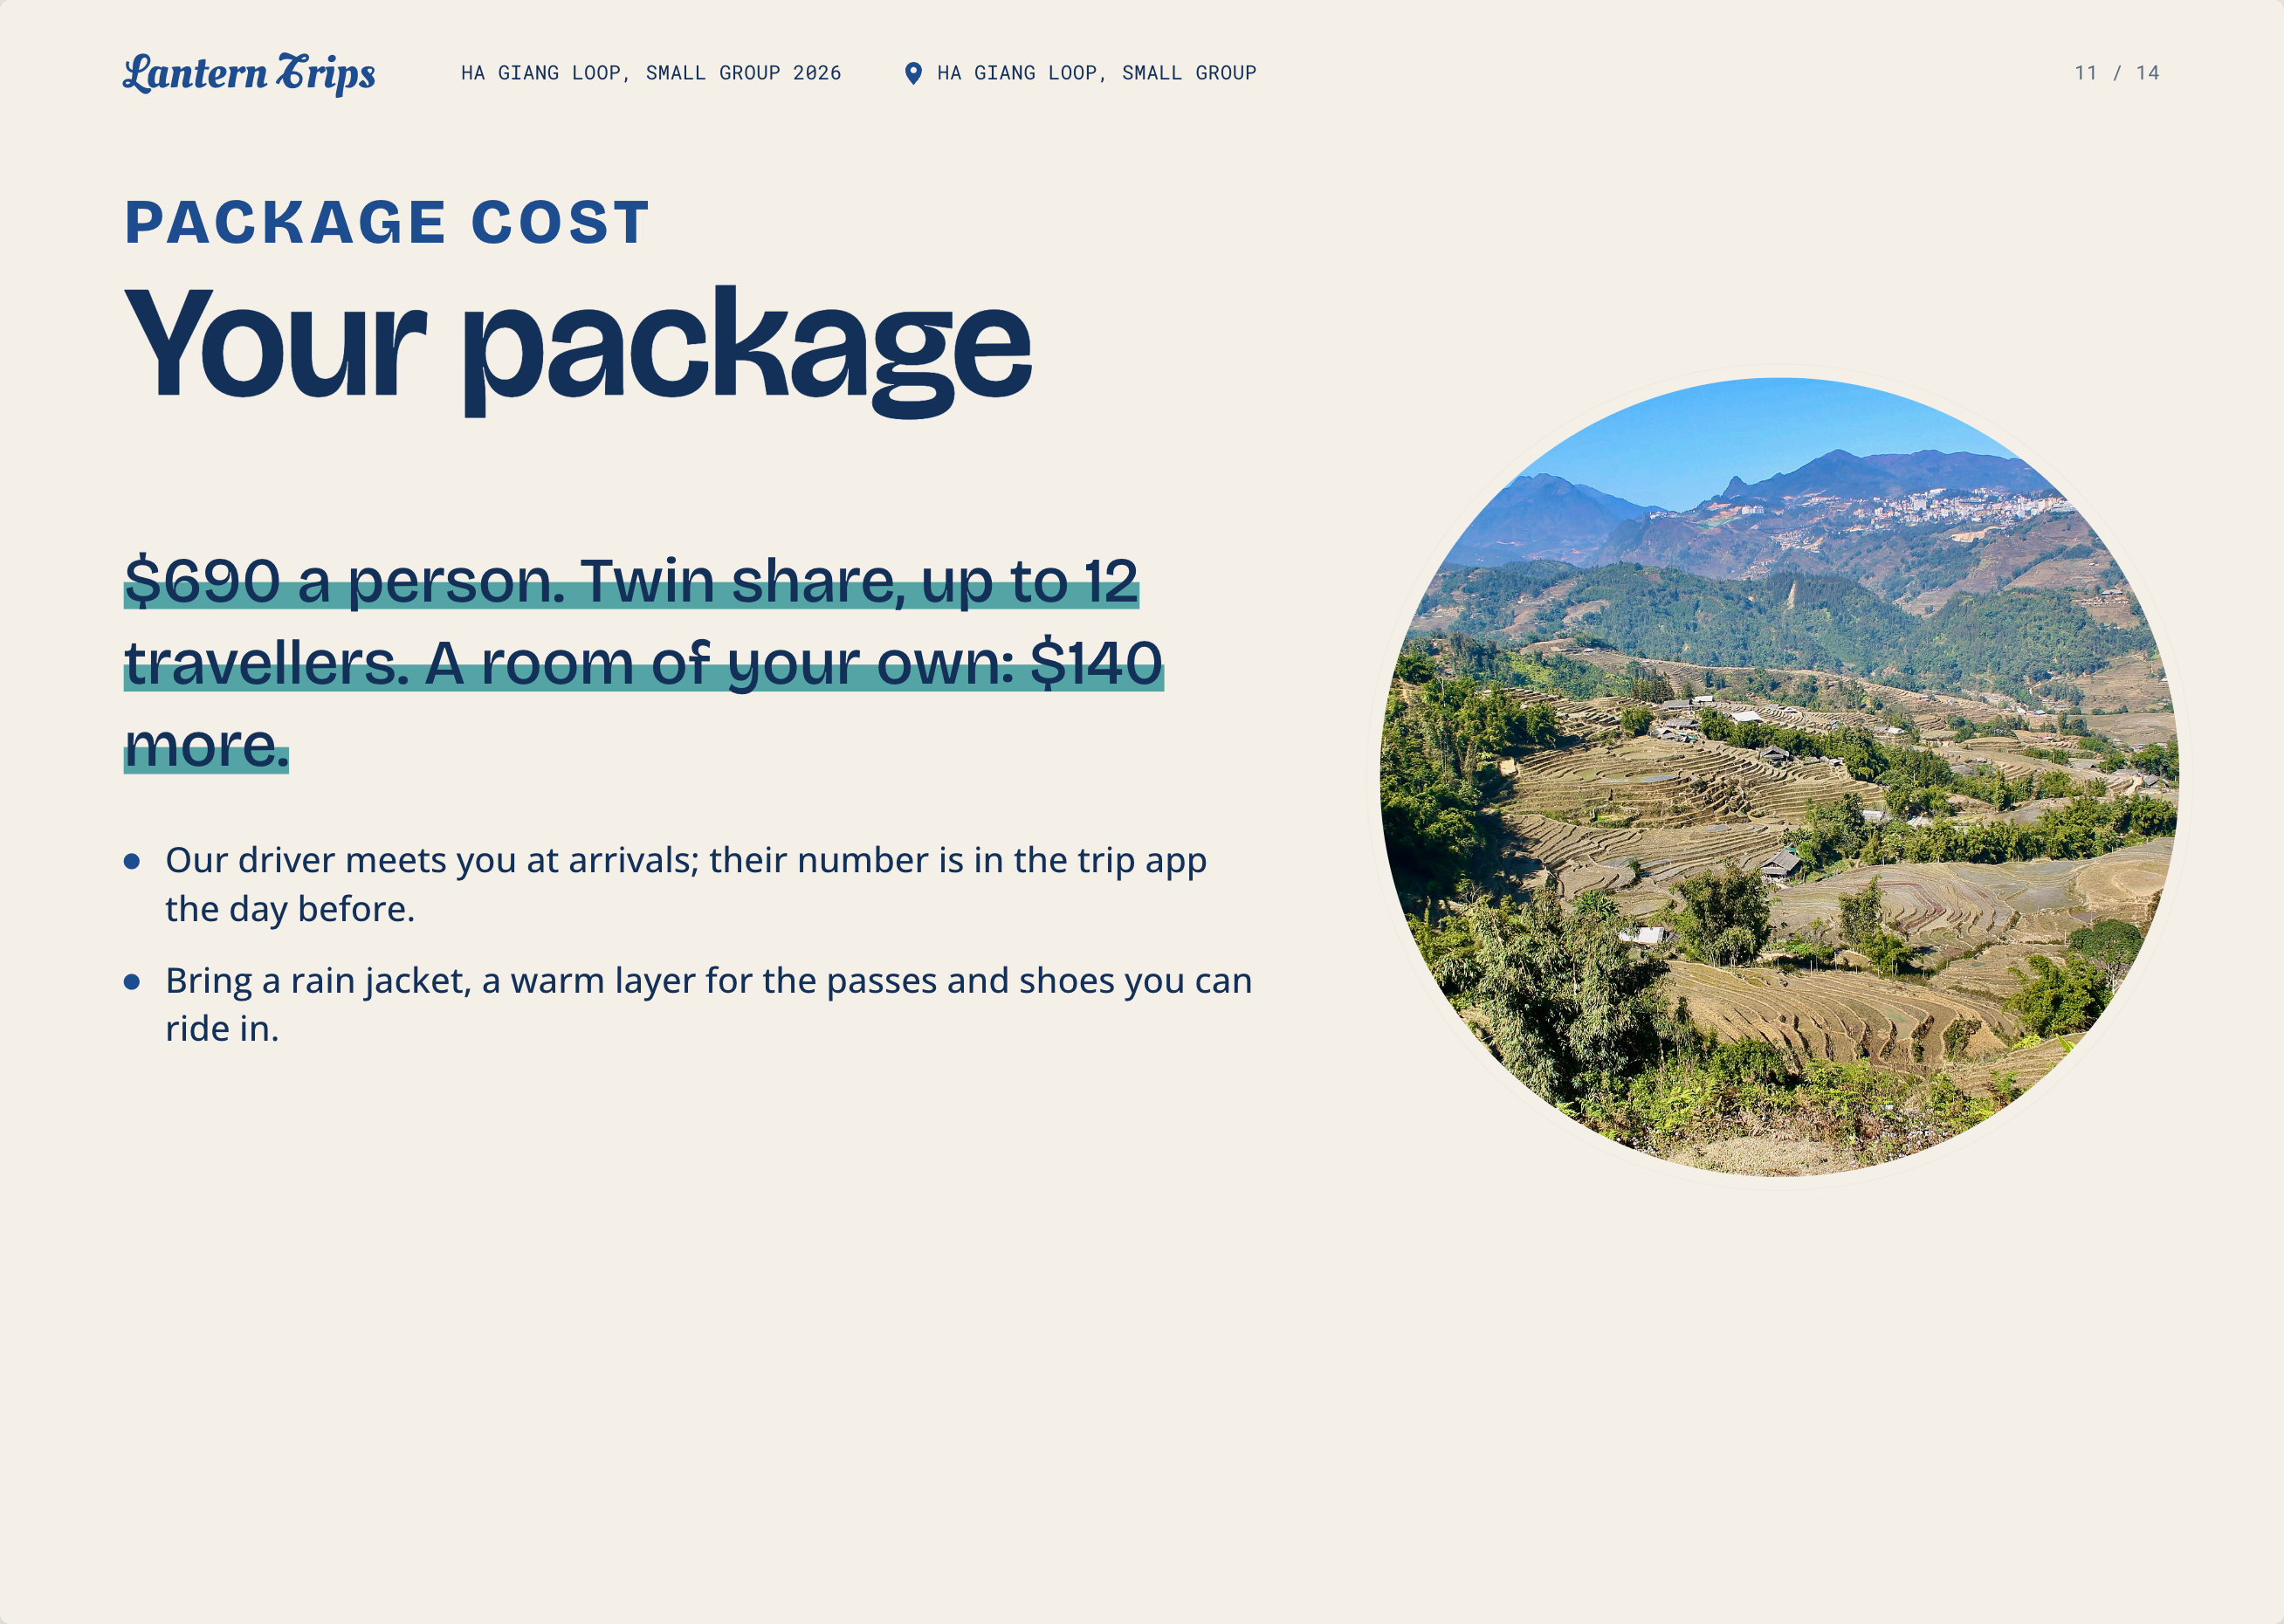 Lantern Trips
HA GIANG LOOP, SMALL GROUP 2026
HA GIANG LOOP, SMALL GROUP
11 / 14
PACKAGE COST
Your package
$690 a person. Twin share, up to 12
travellers. A room of your own: $140
more.
Our driver meets you at arrivals; their number is in the trip app
the day before.
Bring a rain jacket, a warm layer for the passes and shoes you can
ride in.